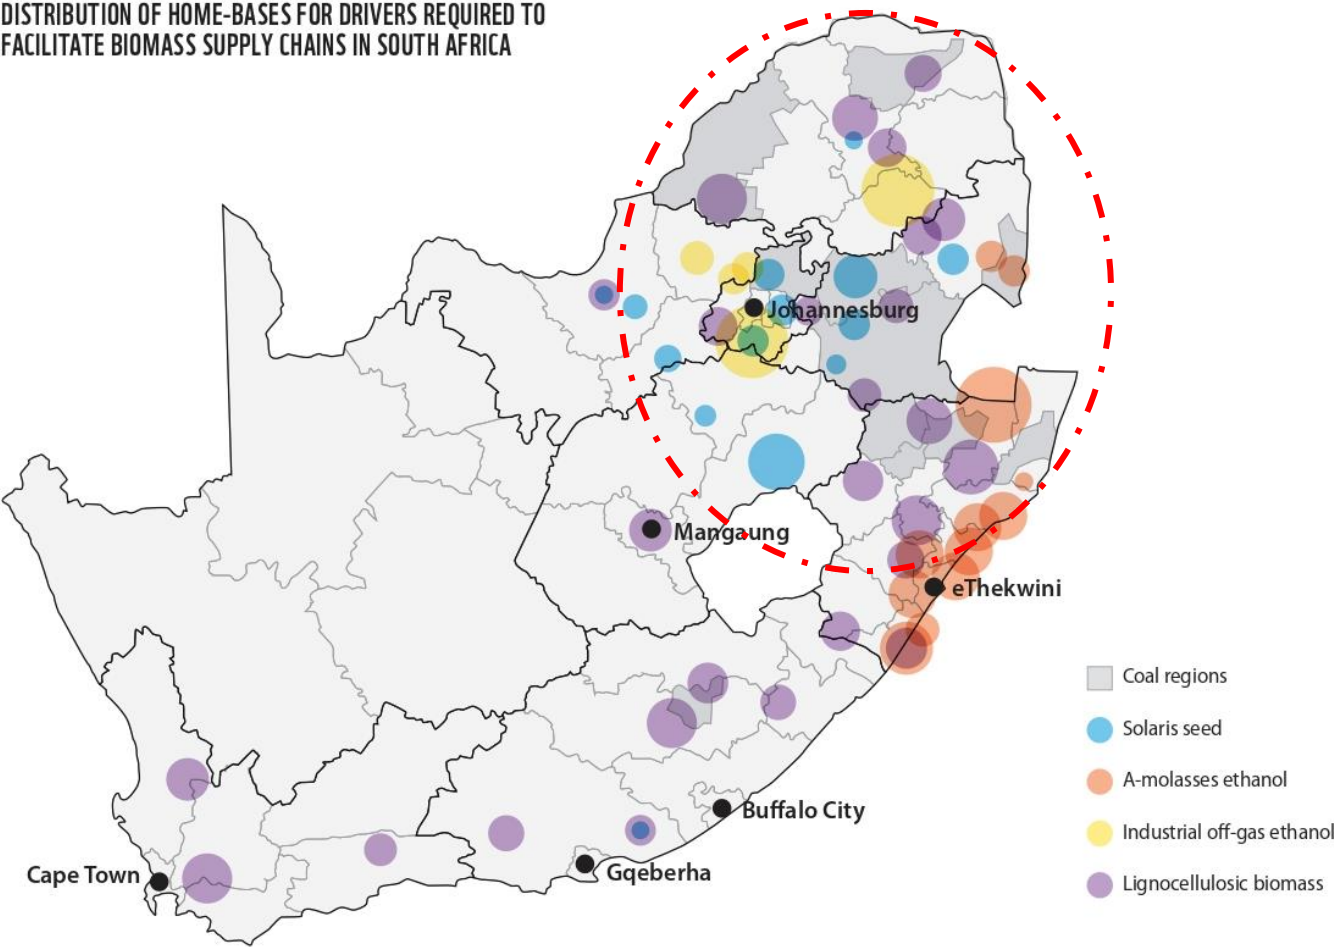 DISTRIBUTION OF HOME-BASES FOR DRIVERS REQUIRED TO
FACILITATE BIOMASS SUPPLY CHAINS IN SOUTH AFRICA
Johannesburg
Mangaung
eThekwini
Coal regions
Solaris seed
A-molasses ethanol
Buffalo City
Industrial off-gas ethanol
Cape Town
Gqeberha
Lignocellulosic biomass